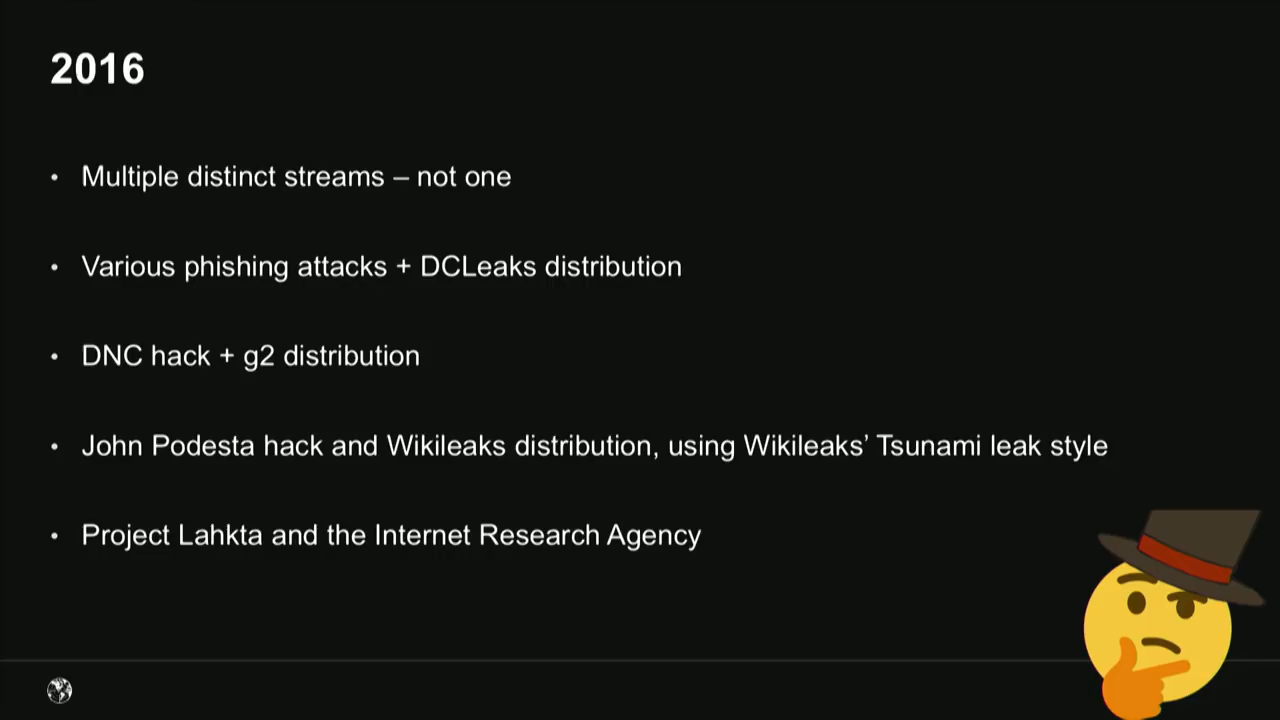 2016
• Multiple distinct streams – not one
• Various phishing attacks + DCLeaks distribution
• DNC hack + g2 distribution
• John Podesta hack and Wikileaks distribution, using Wikileaks’ Tsunami leak style
• Project Lahkta and the Internet Research Agency